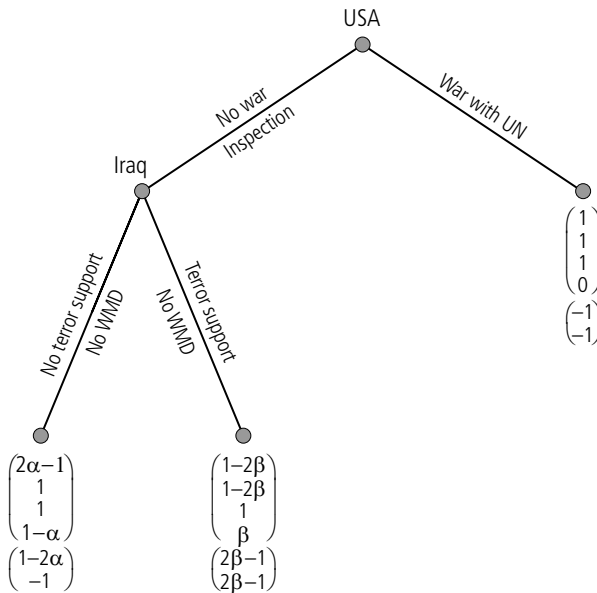 USA
No war
Inspection
War with UN
Iraq
No terror support
No WMD
Terror support
No WMD
1
1
1
0
−1
−1
2α−1
1
1
1−α
1−2α
−1
1−2β
1−2β
1
β
2β−1
2β−1